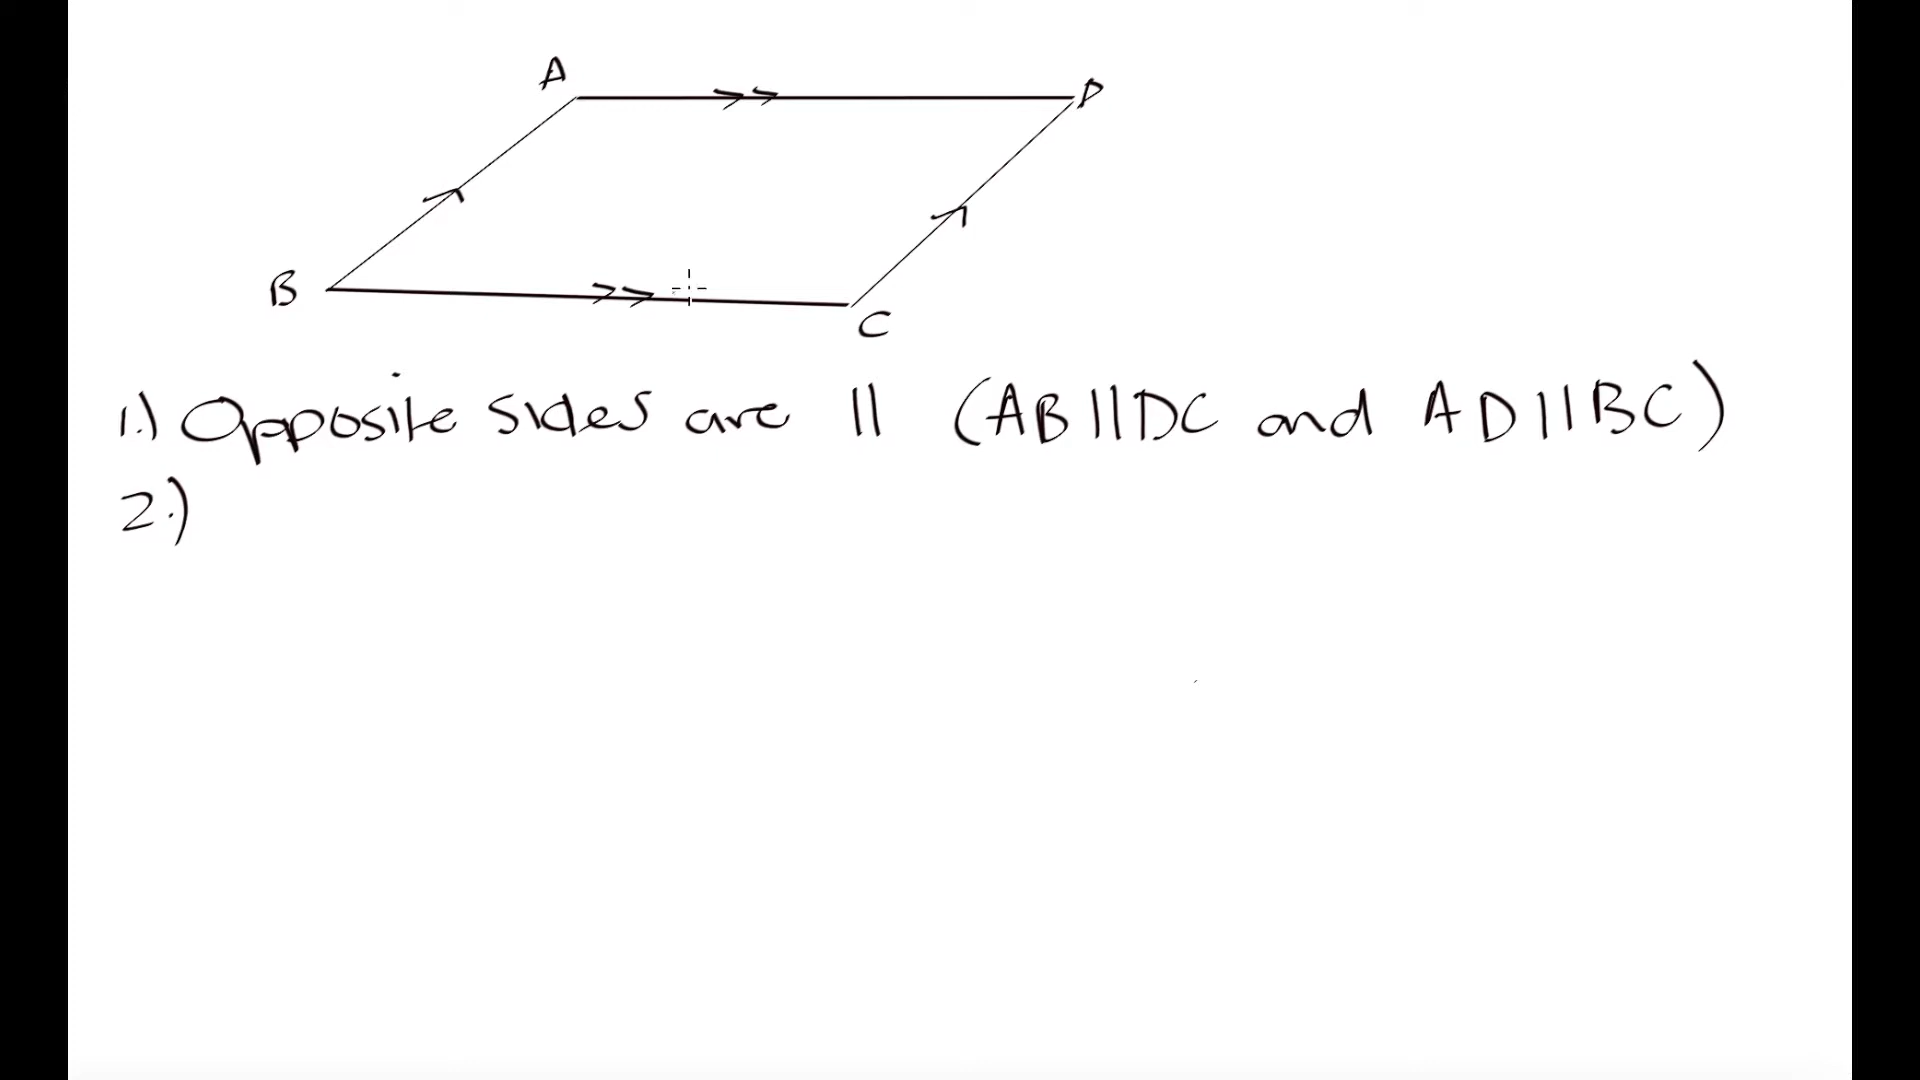 A
D
B
C
1.) Opposite sides are || (AB||DC and AD||BC)
2.)